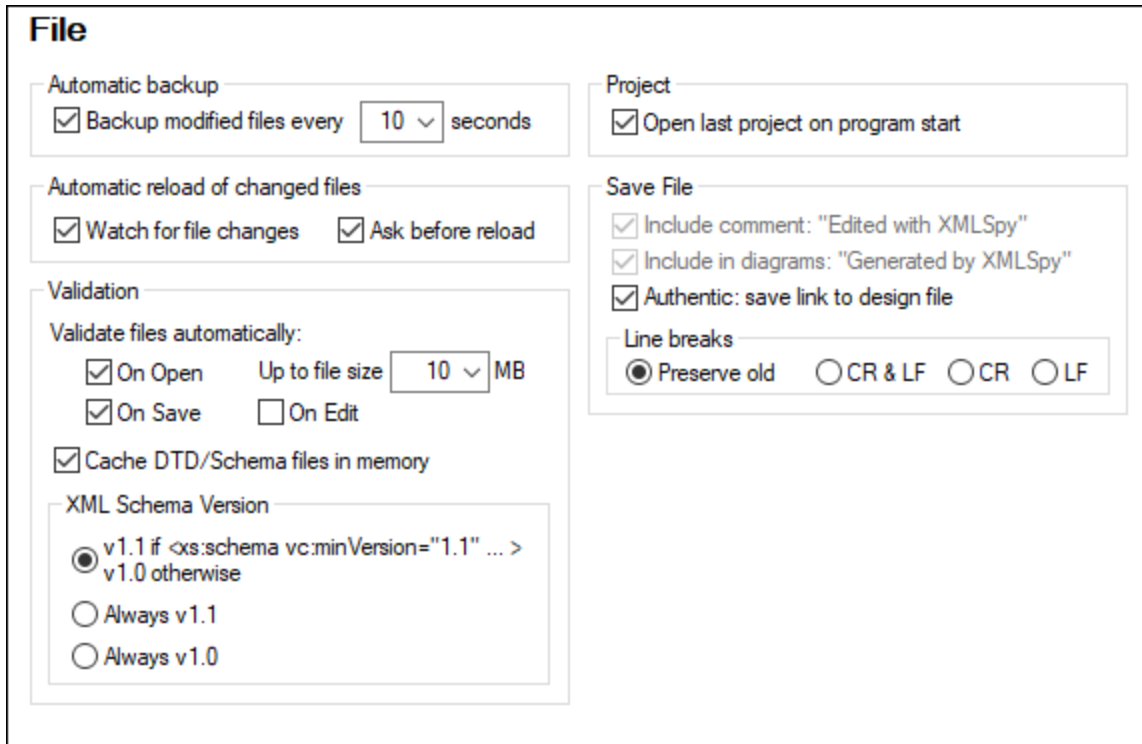 File
Automatic backup
Backup modified files every 10 seconds
Automatic reload of changed files
Watch for file changes Ask before reload
Validation
Validate files automatically:
On Open Up to file size 10 MB
On Save On Edit
Cache DTD/Schema files in memory
XML Schema Version
v1.1 if <xs:schema vc:minVersion="1.1" ... >
v1.0 otherwise
Always v1.1
Always v1.0
Project
Open last project on program start
Save File
Include comment: "Edited with XMLSpy"
Include in diagrams: "Generated by XMLSpy"
Authentic: save link to design file
Line breaks
Preserve old CR & LF CR LF